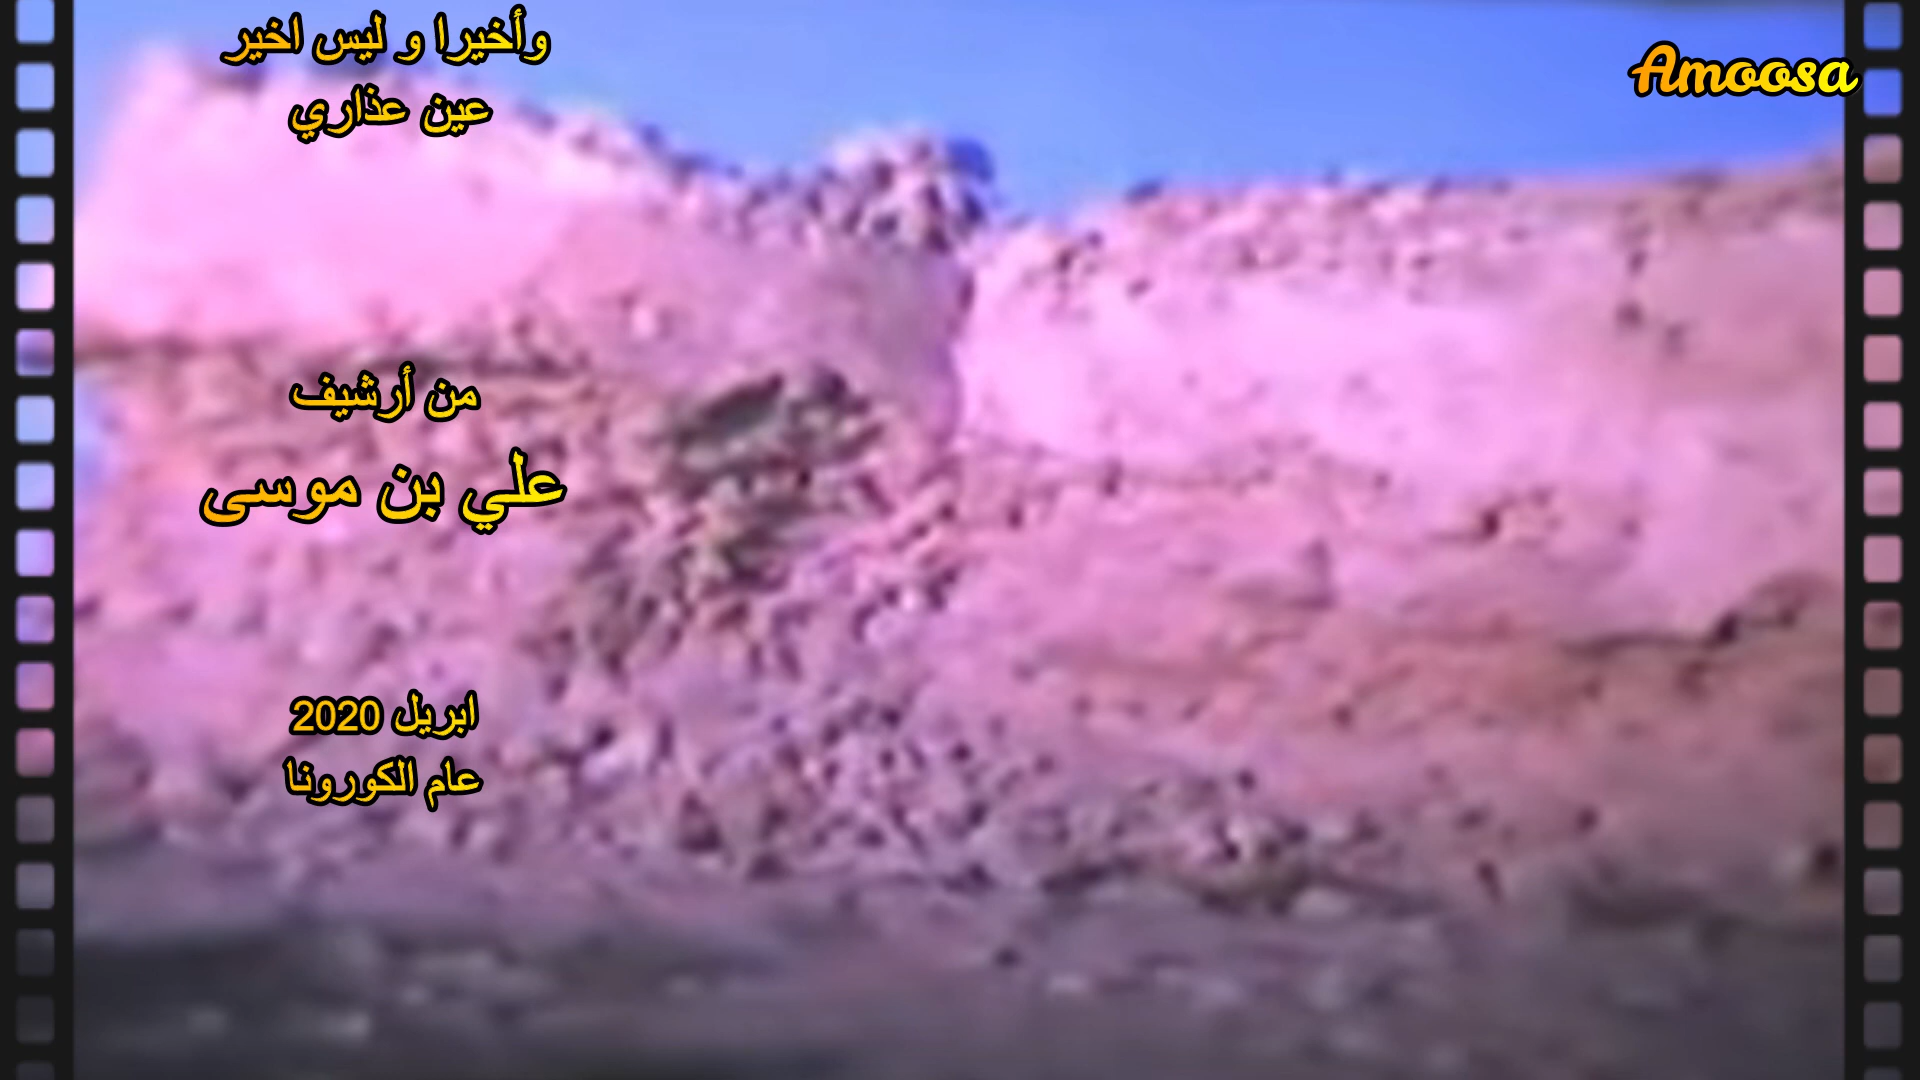 وأخيرا و ليس اخير
عين عذاري
Amoosa
من أرشيف
علي بن موسى
ابريل 2020
عام الكورونا